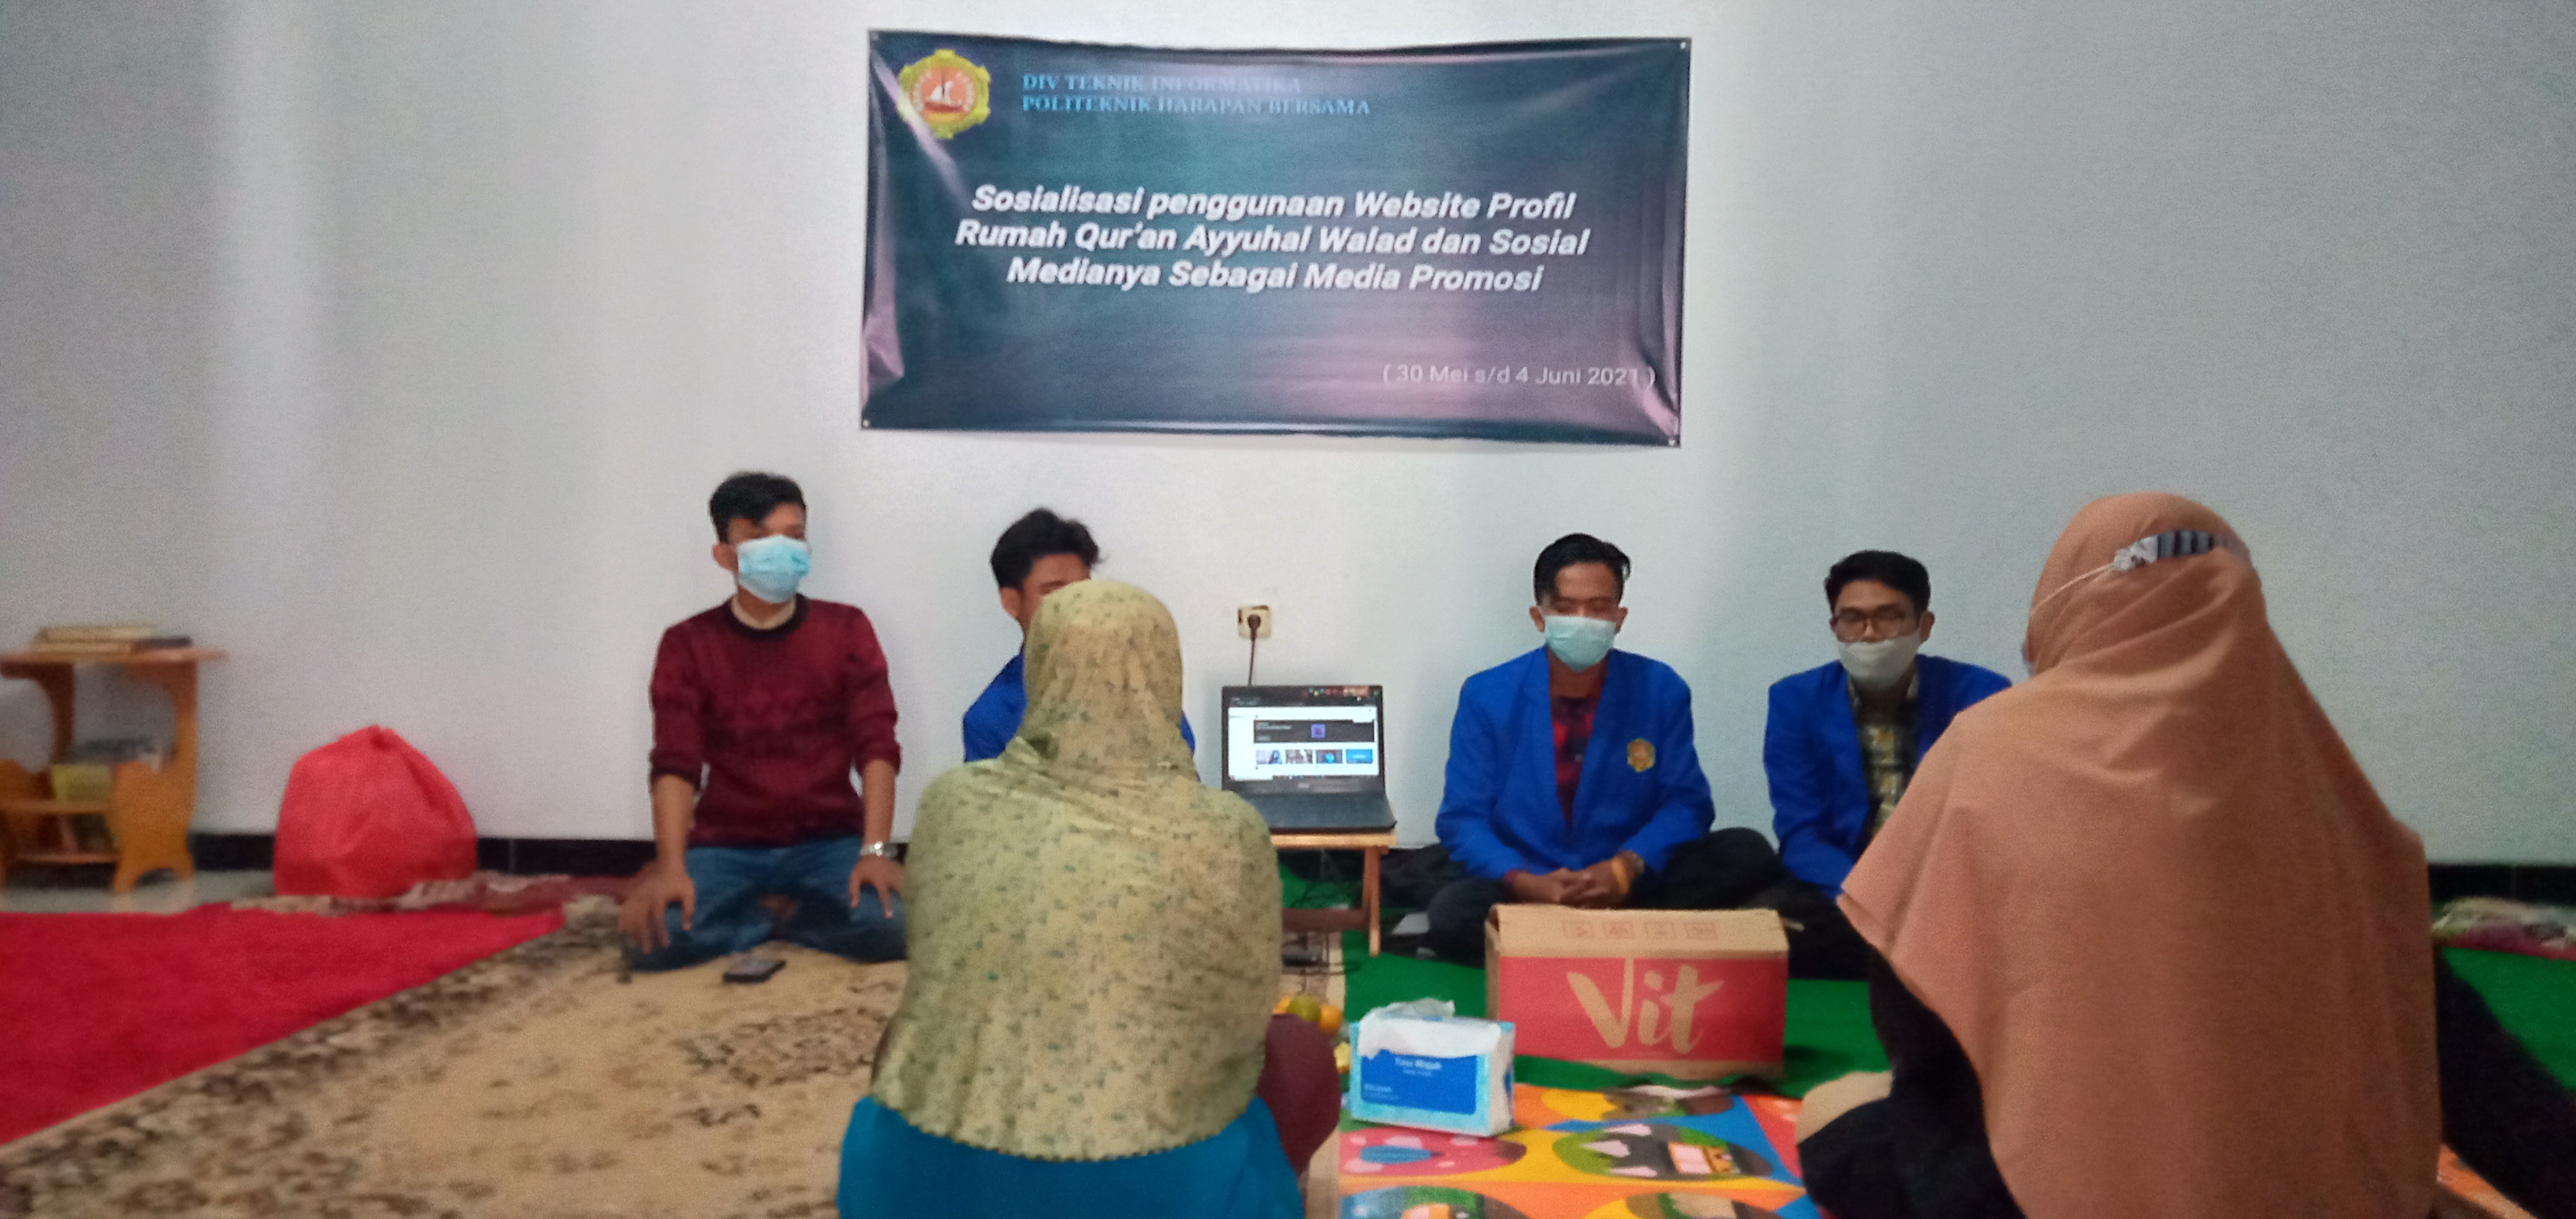 DIV TEKNIK INFORMATIKA
POLITEKNIK HARAPAN BERSAMA
Sosialisasi penggunaan Website Profil
Rumah Qur'an Ayyuhal Walad dan Sosial
Medianya Sebagai Media Promosi
( 30 Mei s/d 4 Juni 2021 )
Vit